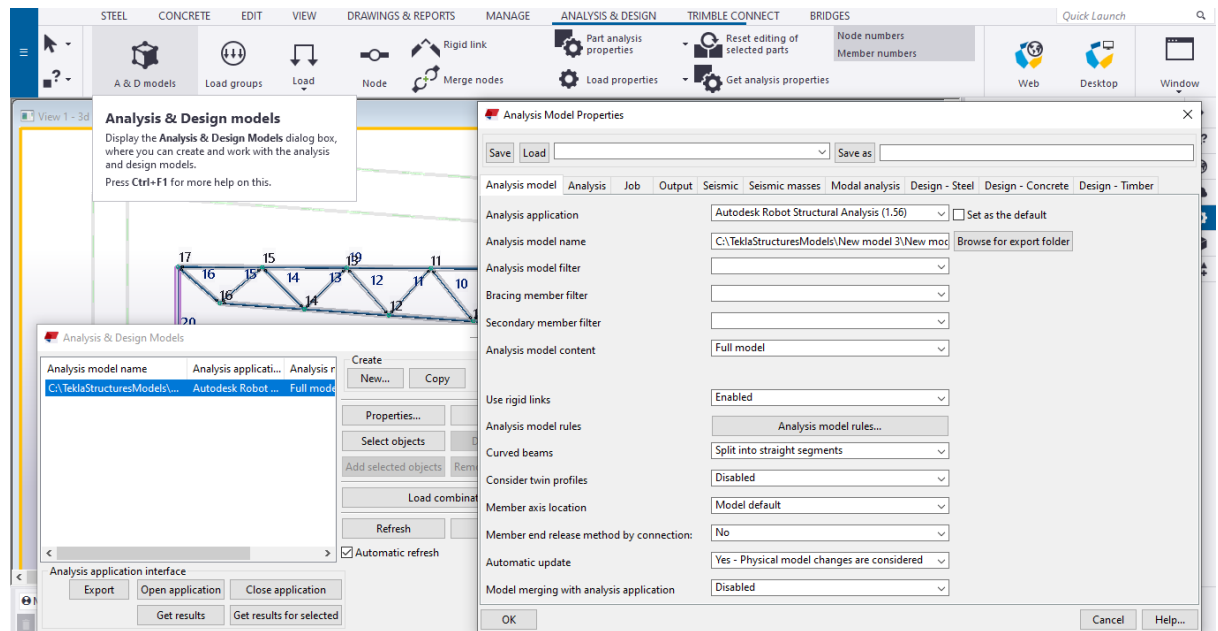 STEEL CONCRETE EDIT VIEW DRAWINGS & REPORTS MANAGE ANALYSIS & DESIGN TRIMBLE CONNECT BRIDGES Quick Launch
A & D models
Load groups
Load
Node
Rigid link
Merge nodes
Part analysis
properties
Load properties
Reset editing of
selected parts
Get analysis properties
Node numbers
Member numbers
Web
Desktop
Window
View 1 - 3d
Analysis & Design models
Display the Analysis & Design Models dialog box,
where you can create and work with the analysis
and design models.
Press Ctrl+F1 for more help on this.
17 15 19 11
16 15 14 13 12 11 10
16 14 12
20
Analysis & Design Models
Analysis model name Analysis applicati... Analysis r
C:\TeklaStructuresModels\... Autodesk Robot ... Full mode
Create
New... Copy
Properties...
Select objects
Add selected objects Rem
Load combinat
Refresh
Automatic refresh
Analysis application interface
Export Open application Close application
Get results Get results for selected
Analysis Model Properties
Save Load Save as
Analysis model Analysis Job Output Seismic Seismic masses Modal analysis Design - Steel Design - Concrete Design - Timber
Analysis application Autodesk Robot Structural Analysis (1.56) Set as the default
Analysis model name C:\TeklaStructuresModels\New model 3\New moc Browse for export folder
Analysis model filter
Bracing member filter
Secondary member filter
Analysis model content Full model
Use rigid links Enabled
Analysis model rules Analysis model rules...
Curved beams Split into straight segments
Consider twin profiles Disabled
Member axis location Model default
Member end release method by connection: No
Automatic update Yes - Physical model changes are considered
Model merging with analysis application Disabled
OK Cancel Help...